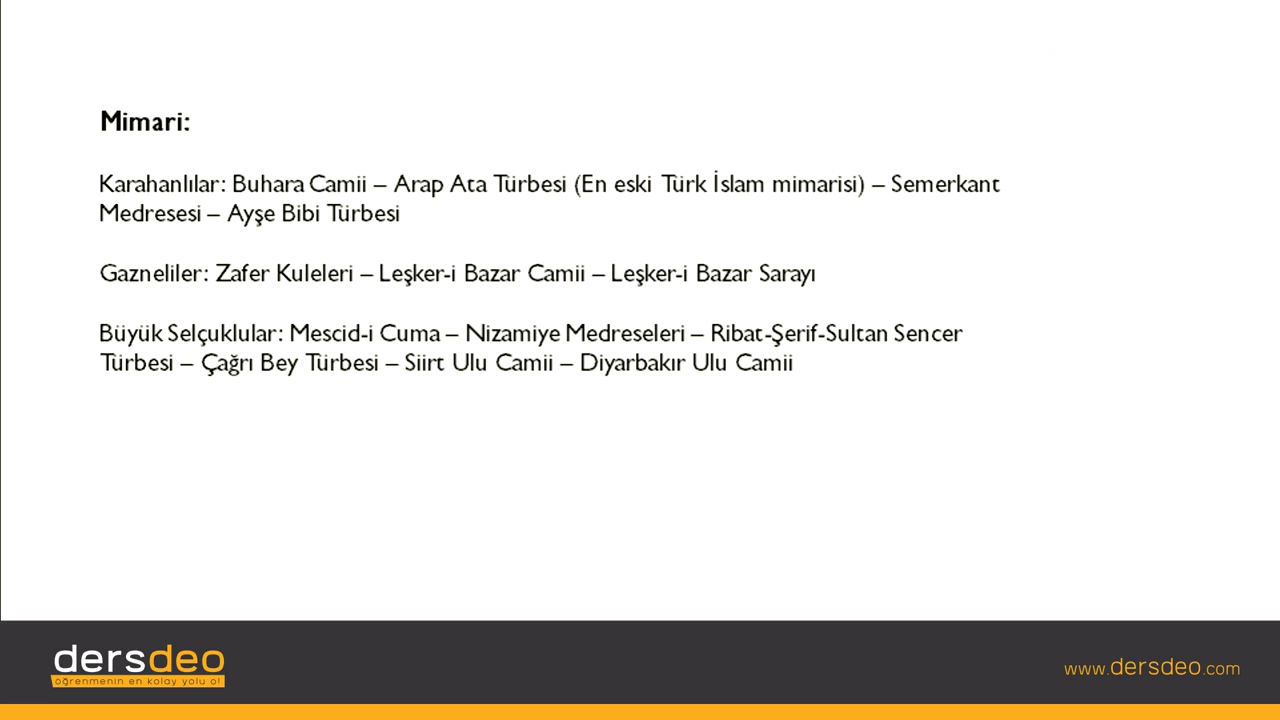 Mimari:
Karahanlılar: Buhara Camii – Arap Ata Türbesi (En eski Türk İslam mimarisi) – Semerkant
Medresesi – Ayşe Bibi Türbesi
Gazneliler: Zafer Kuleleri – Leşker-i Bazar Camii – Leşker-i Bazar Sarayı
Büyük Selçuklular: Mescid-i Cuma – Nizamiye Medreseleri – Ribat-Şerif-Sultan Sencer
Türbesi – Çağrı Bey Türbesi – Siirt Ulu Camii – Diyarbakır Ulu Camii
dersdeo
öğrenmenin en kolay yolu o!
www.dersdeo.com